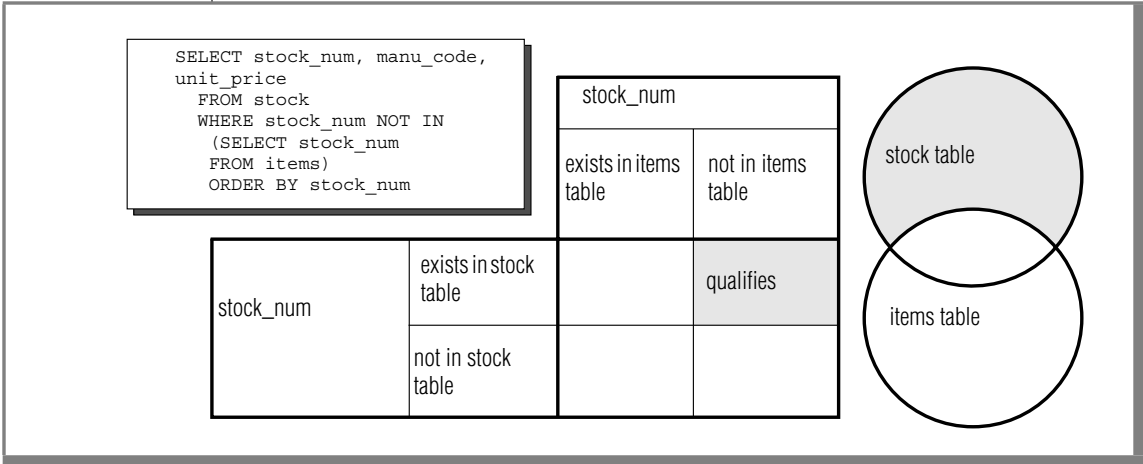 SELECT stock_num, manu_code,
unit_price
FROM stock
WHERE stock_num NOT IN
(SELECT stock_num
FROM items)
ORDER BY stock_num
stock_num
exists in items
table
not in items
table
stock_num
exists in stock
table
qualifies
not in stock
table
stock table
items table